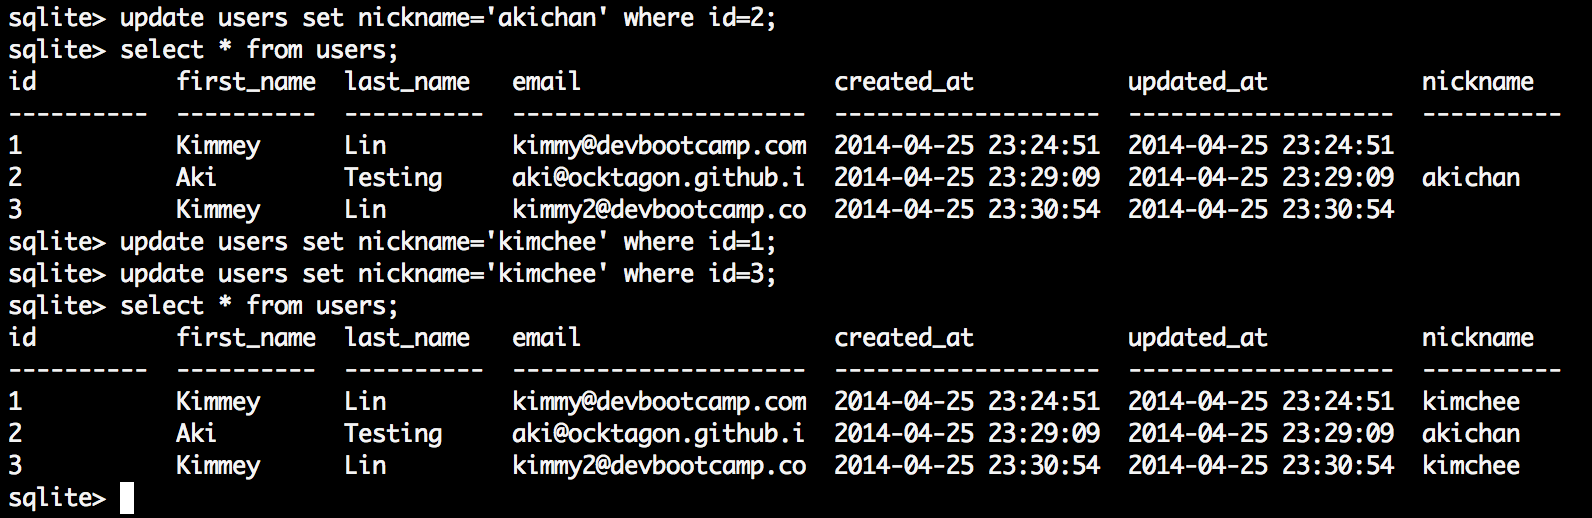 sqlite> update users set nickname='akichan' where id=2;
sqlite> select * from users;
id          first_name  last_name   email                  created_at           updated_at           nickname
----------  ----------  ----------  ---------------------  -------------------  -------------------  ----------
1           Kimmey      Lin         kimmy@devbootcamp.com  2014-04-25 23:24:51  2014-04-25 23:24:51
2           Aki         Testing     aki@ocktagon.github.i  2014-04-25 23:29:09  2014-04-25 23:29:09  akichan
3           Kimmey      Lin         kimmy2@devbootcamp.co  2014-04-25 23:30:54  2014-04-25 23:30:54
sqlite> update users set nickname='kimchee' where id=1;
sqlite> update users set nickname='kimchee' where id=3;
sqlite> select * from users;
id          first_name  last_name   email                  created_at           updated_at           nickname
----------  ----------  ----------  ---------------------  -------------------  -------------------  ----------
1           Kimmey      Lin         kimmy@devbootcamp.com  2014-04-25 23:24:51  2014-04-25 23:24:51  kimchee
2           Aki         Testing     aki@ocktagon.github.i  2014-04-25 23:29:09  2014-04-25 23:29:09  akichan
3           Kimmey      Lin         kimmy2@devbootcamp.co  2014-04-25 23:30:54  2014-04-25 23:30:54  kimchee
sqlite>